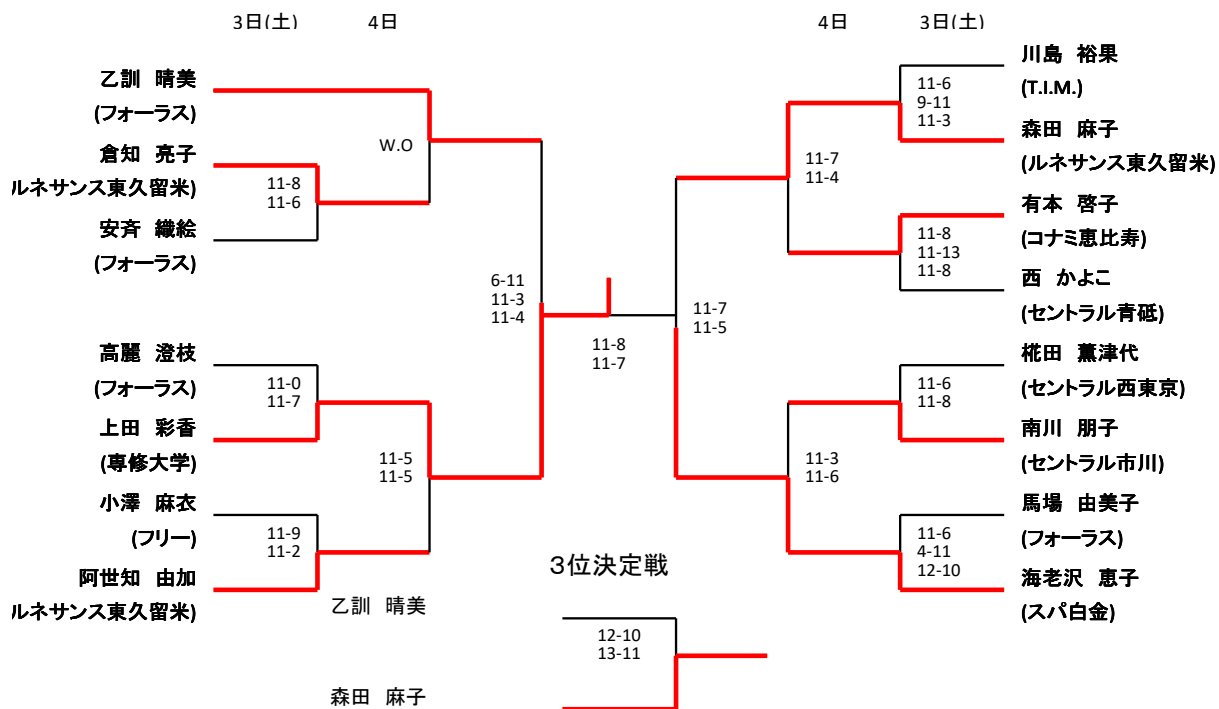 3日(土)
4日
4日
3日(土)
乙訓 晴美
(フォーラス)
倉知 亮子
ルネサンス東久留米)
安斉 織絵
(フォーラス)
高麗 澄枝
(フォーラス)
上田 彩香
(専修大学)
小澤 麻衣
(フリー)
阿世知 由加
ルネサンス東久留米)
11-8
11-6
W.O
11-0
11-7
11-9
11-2
11-5
11-5
6-11
11-3
11-4
11-8
11-7
11-7
11-5
11-7
11-4
11-3
11-6
11-6
9-11
11-3
11-8
11-13
11-8
11-6
11-8
11-6
4-11
12-10
川島 裕果
(T.I.M.)
森田 麻子
(ルネサンス東久留米)
有本 啓子
(コナミ恵比寿)
西 かよこ
(セントラル青砥)
椛田 薫津代
(セントラル西東京)
南川 朋子
(セントラル市川)
馬場 由美子
(フォーラス)
海老沢 恵子
(スパ白金)
3位決定戦
乙訓 晴美
12-10
13-11
森田 麻子